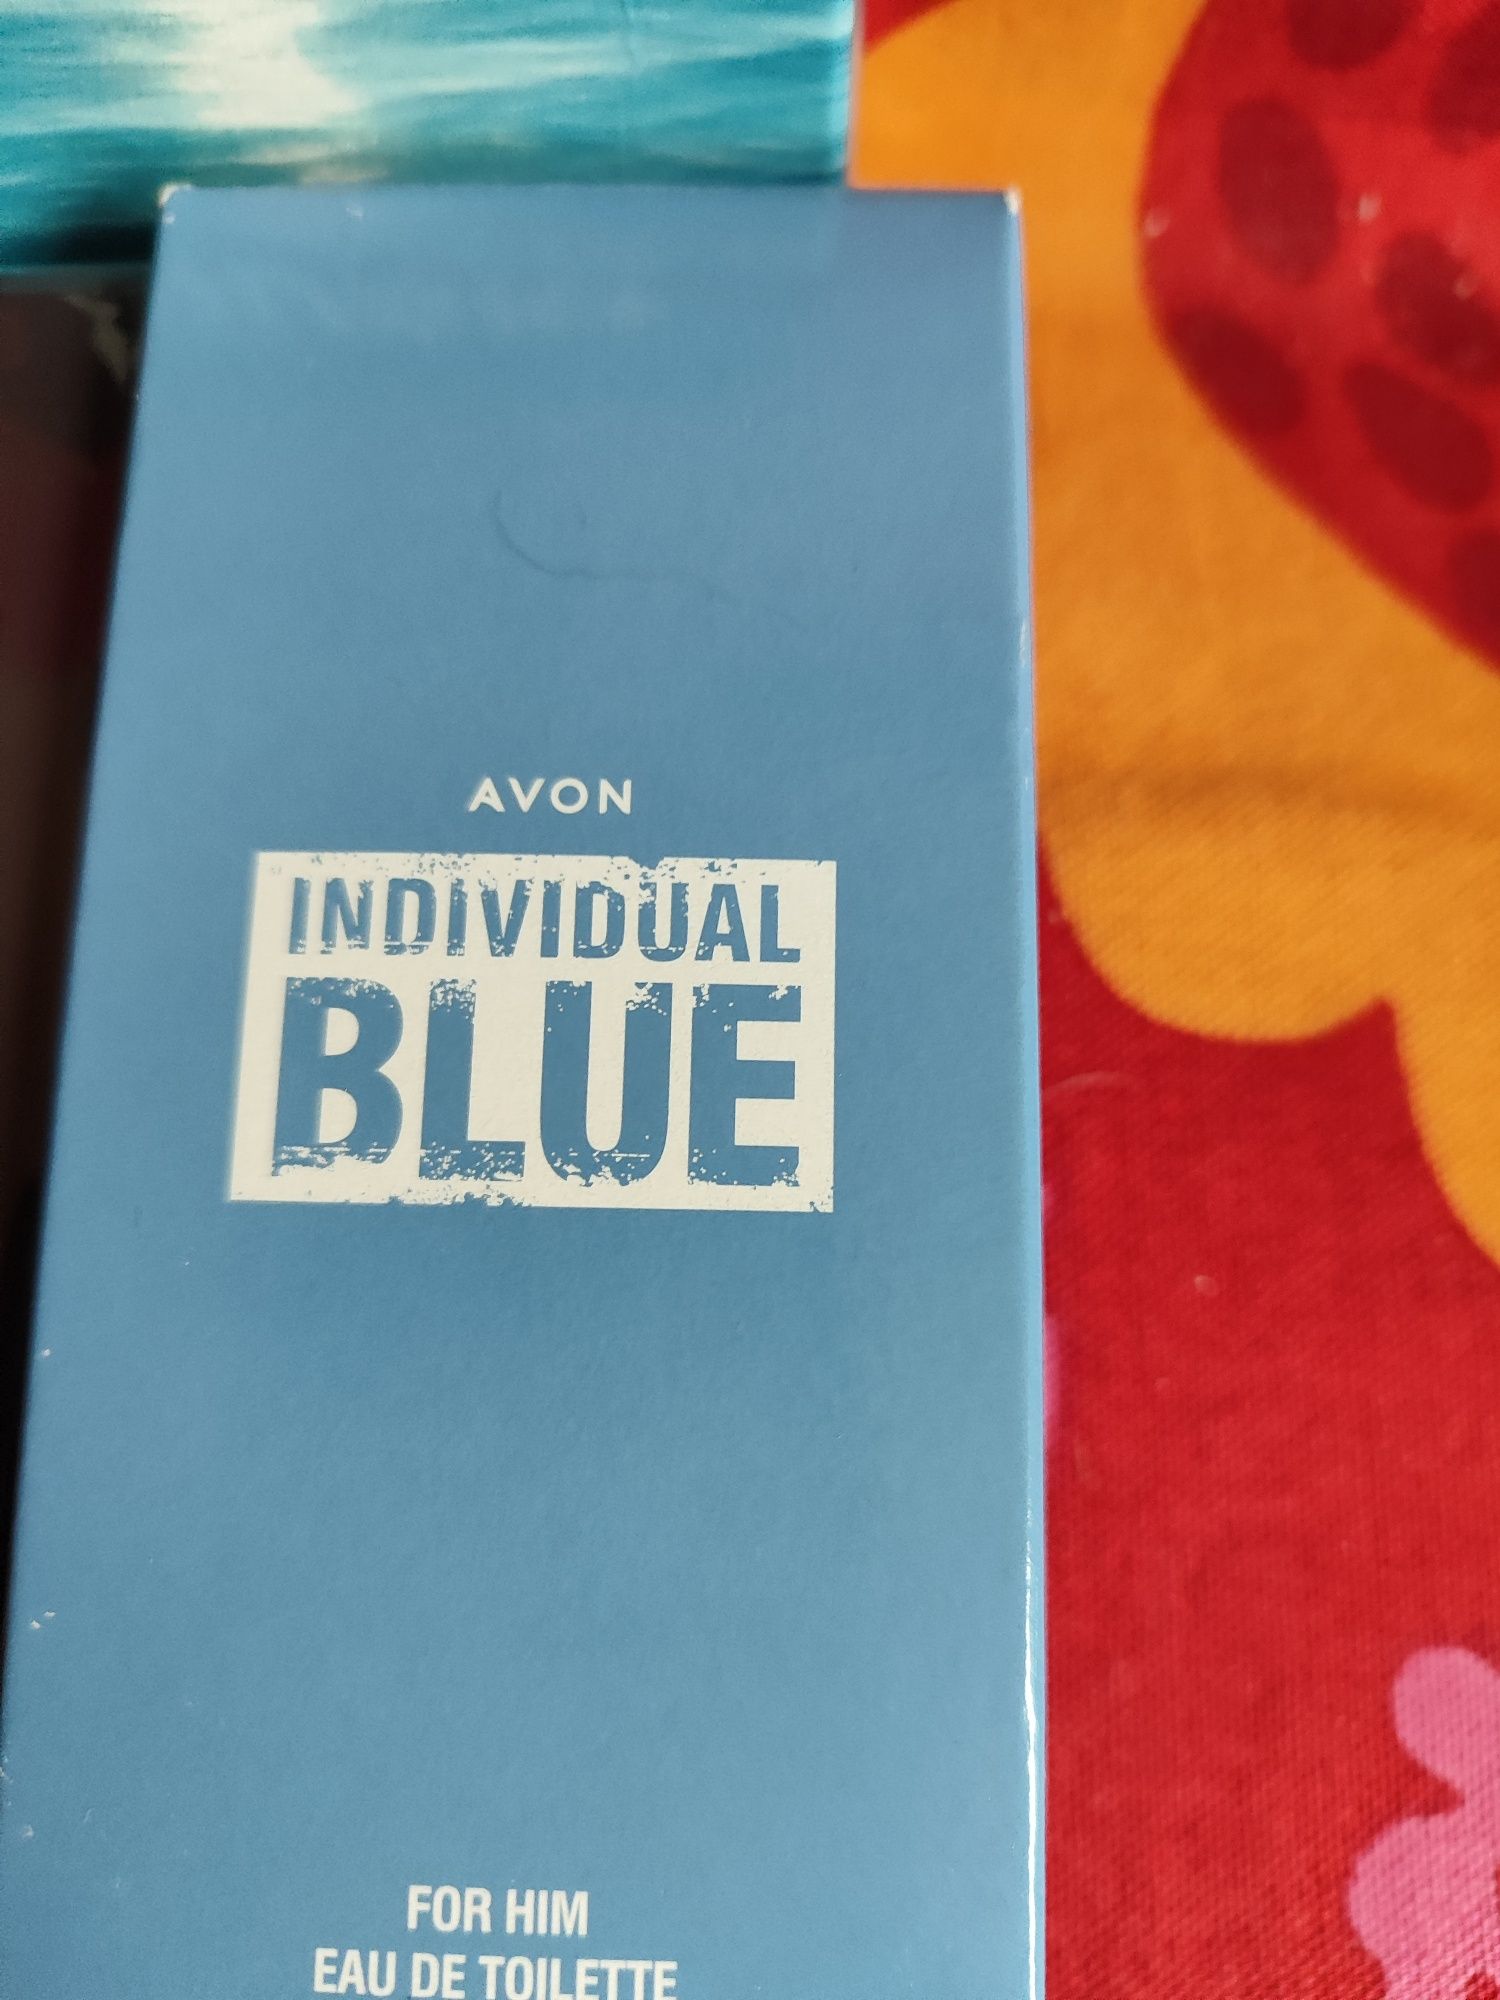 AVON
INDIVIDUAL
BLUE
FOR HIM
EAU DE TOILETTE